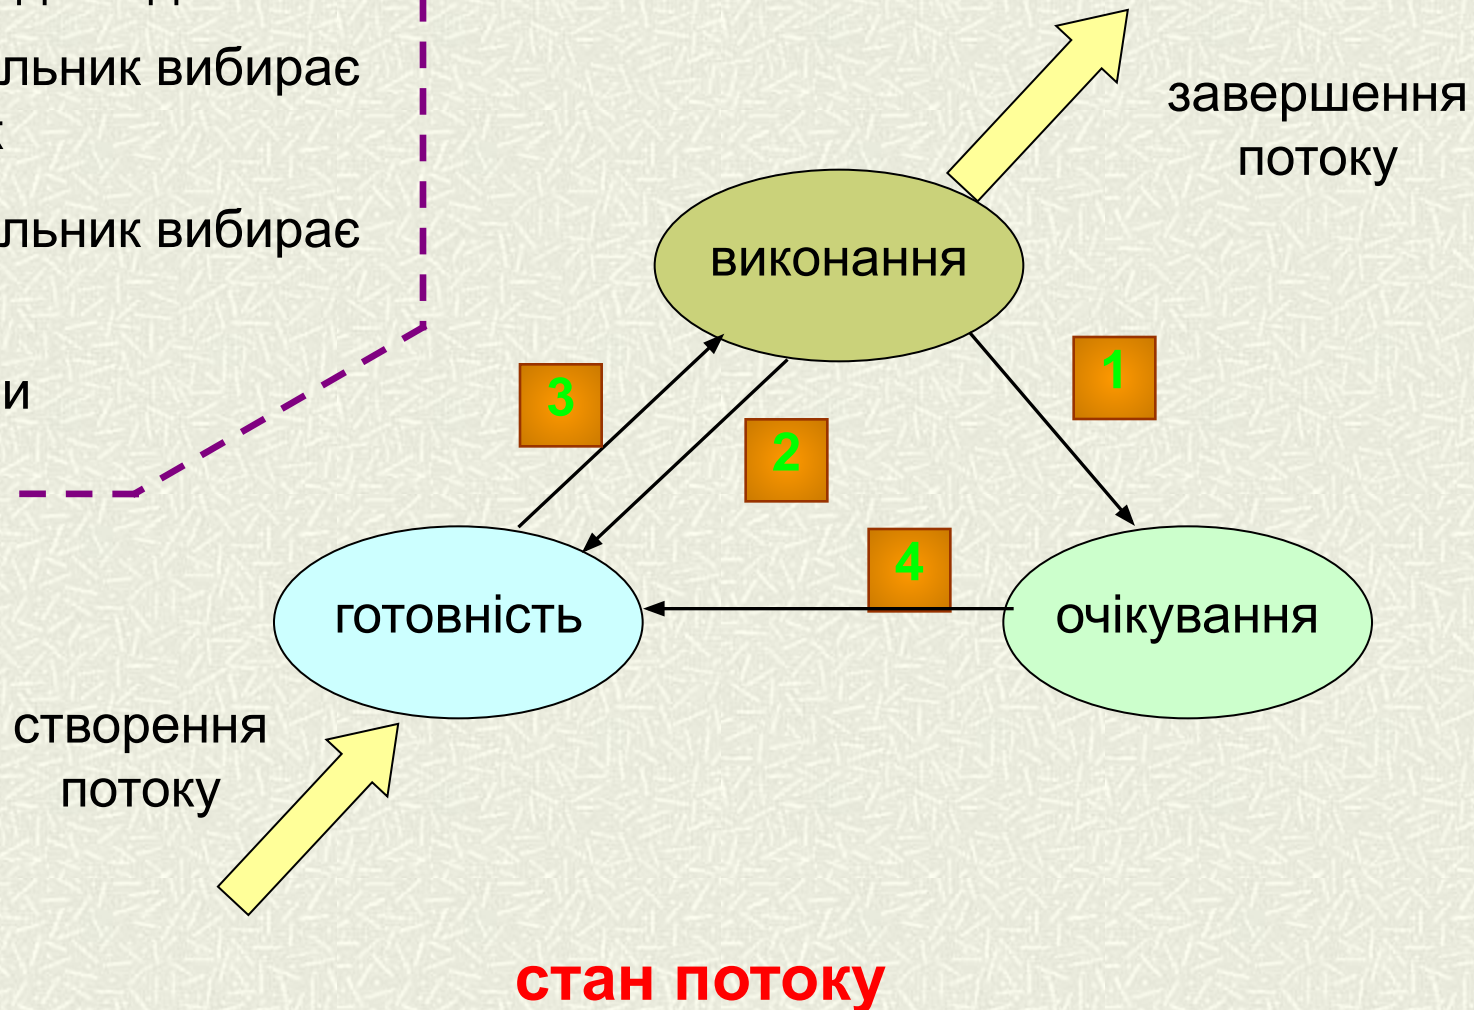 льник вибирає
льник вибирає
и
завершення
потоку
виконання
3
1
2
4
готовність
очікування
створення
потоку
стан потоку